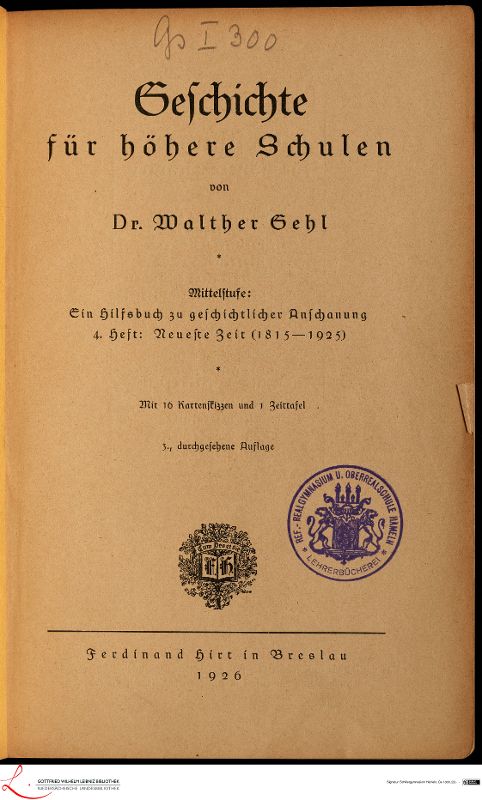 Gs I 300
Geschichte
für höhere Schulen
von
Dr. Walther Gehl
*
Mittelstufe:
Ein Hilfsbuch zu geschichtlicher Anschauung
4. Heft: Neueste Zeit (1815—1925)
*
Mit 16 Kartenskizzen und 1 Zeittafel
3., durchgesehene Auflage
REF.-REALGYMNASIUM U. OBERREALSCHULE HAMELN
* LEHRERBÜCHEREI *
F H
Ferdinand Hirt in Breslau
1926
GOTTFRIED WILHELM LEIBNIZ BIBLIOTHEK
NIEDERSÄCHSISCHE LANDESBIBLIOTHEK